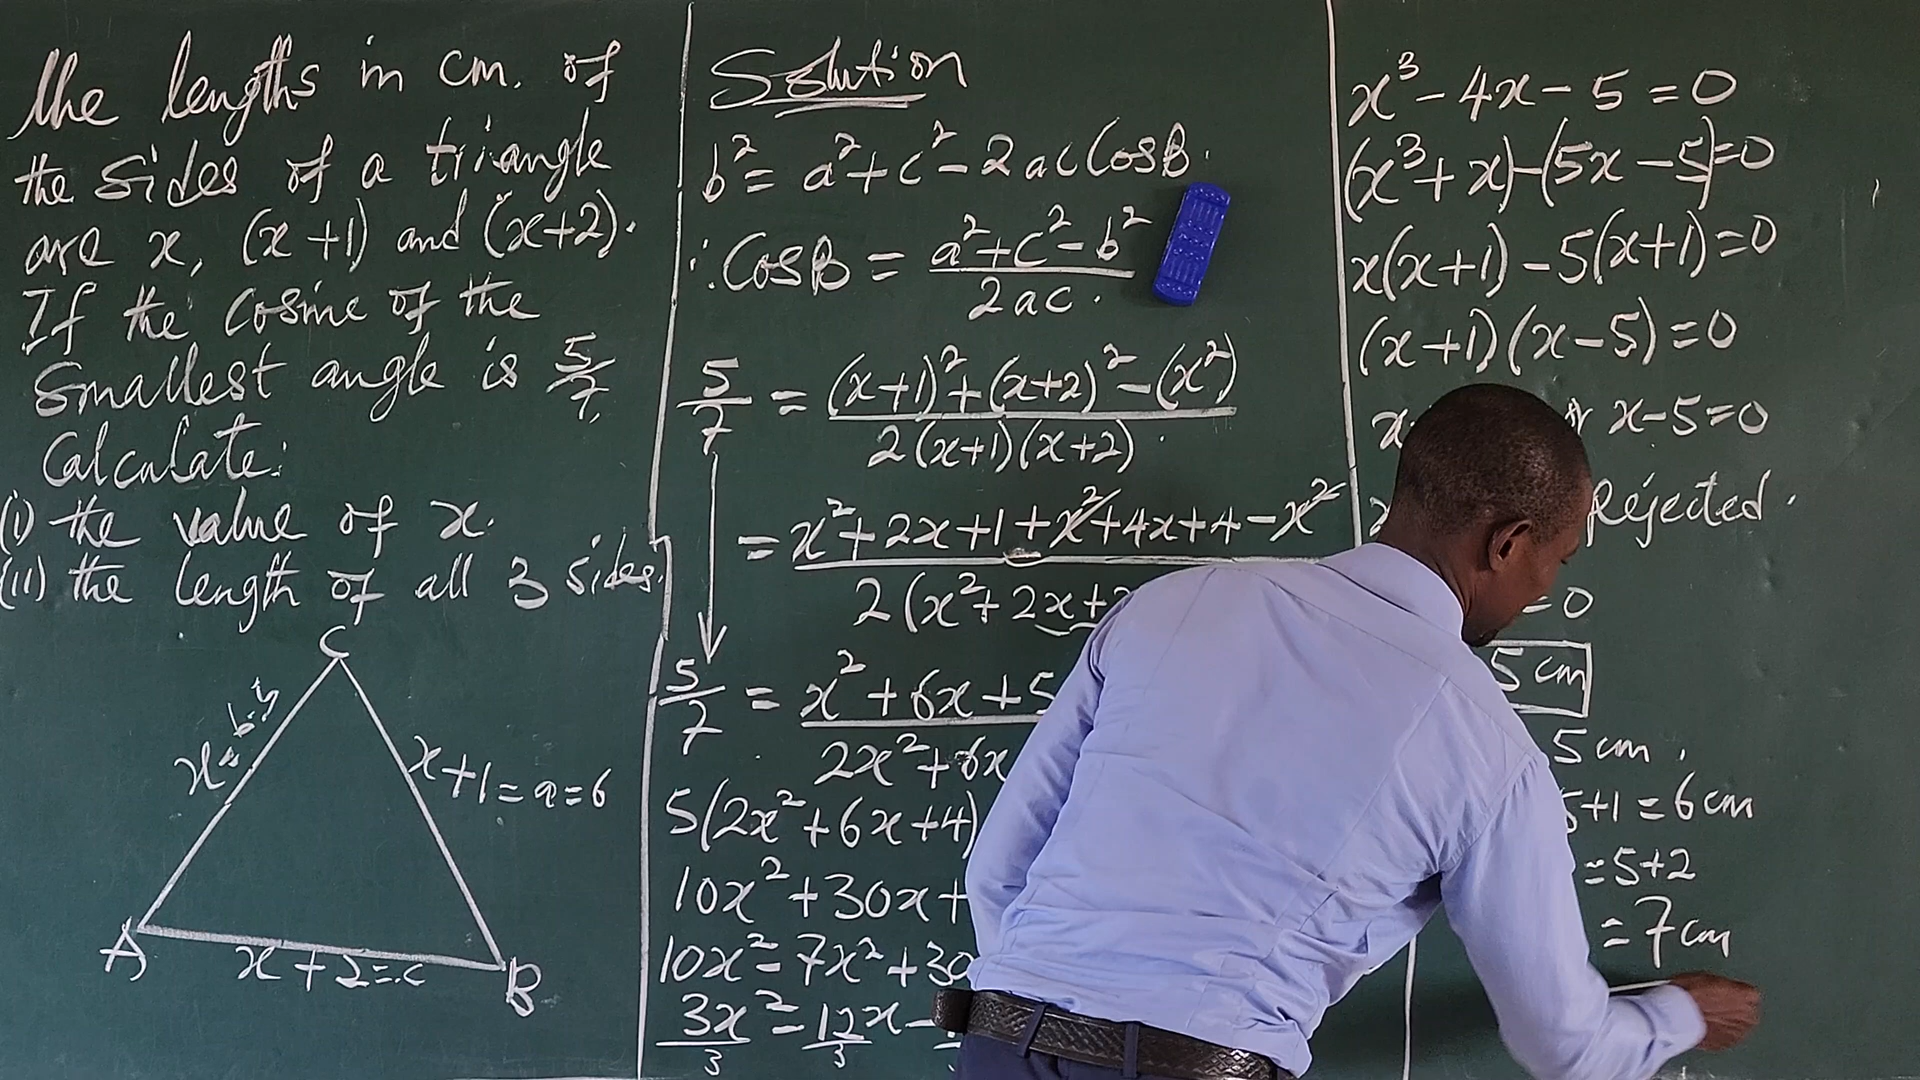 the lengths in cm. of
the sides of a triangle
are x, (x+1) and (x+2).
If the cosine of the
smallest angle is 5/7,
Calculate:
(i) the value of x.
(ii) the length of all 3 sides.
C
x = b =
x+1 = a = 6
A
x + 2 = c
B
Solution
b² = a² + c² - 2ac CosB.
∴ CosB = a² + c² - b² / 2ac.
5/7 = (x+1)² + (x+2)² - (x²) / 2(x+1)(x+2).
= x² + 2x + 1 + x² + 4x + 4 - x²
2(x² + 2x +
5/7 = x² + 6x + 5
2x² + 6x
5(2x² + 6x + 4)
10x² + 30x +
10x² - 7x² + 30
3x²/3 - 12x/3 -
x³ - 4x - 5 = 0
(x³ + x) - (5x - 5) = 0
x(x+1) - 5(x+1) = 0
(x+1)(x-5) = 0
x x-5 = 0
Rejected.
= 0
5 cm
5 cm.
5+1 = 6 cm
= 5+2
= 7 cm